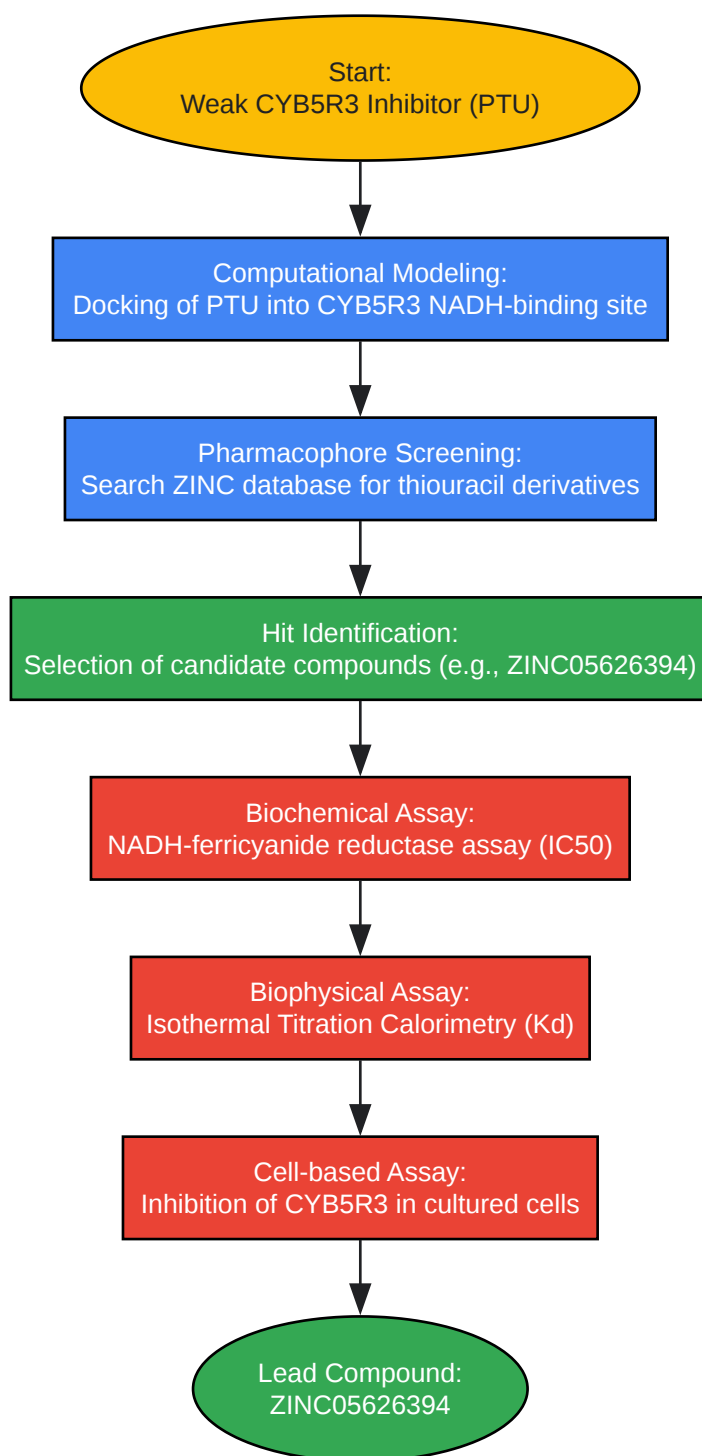 Start:
Weak CYB5R3 Inhibitor (PTU)
Computational Modeling:
Docking of PTU into CYB5R3 NADH-binding site
Pharmacophore Screening:
Search ZINC database for thiouracil derivatives
Hit Identification:
Selection of candidate compounds (e.g., ZINC05626394)
Biochemical Assay:
NADH-ferricyanide reductase assay (IC50)
Biophysical Assay:
Isothermal Titration Calorimetry (Kd)
Cell-based Assay:
Inhibition of CYB5R3 in cultured cells
Lead Compound:
ZINC05626394